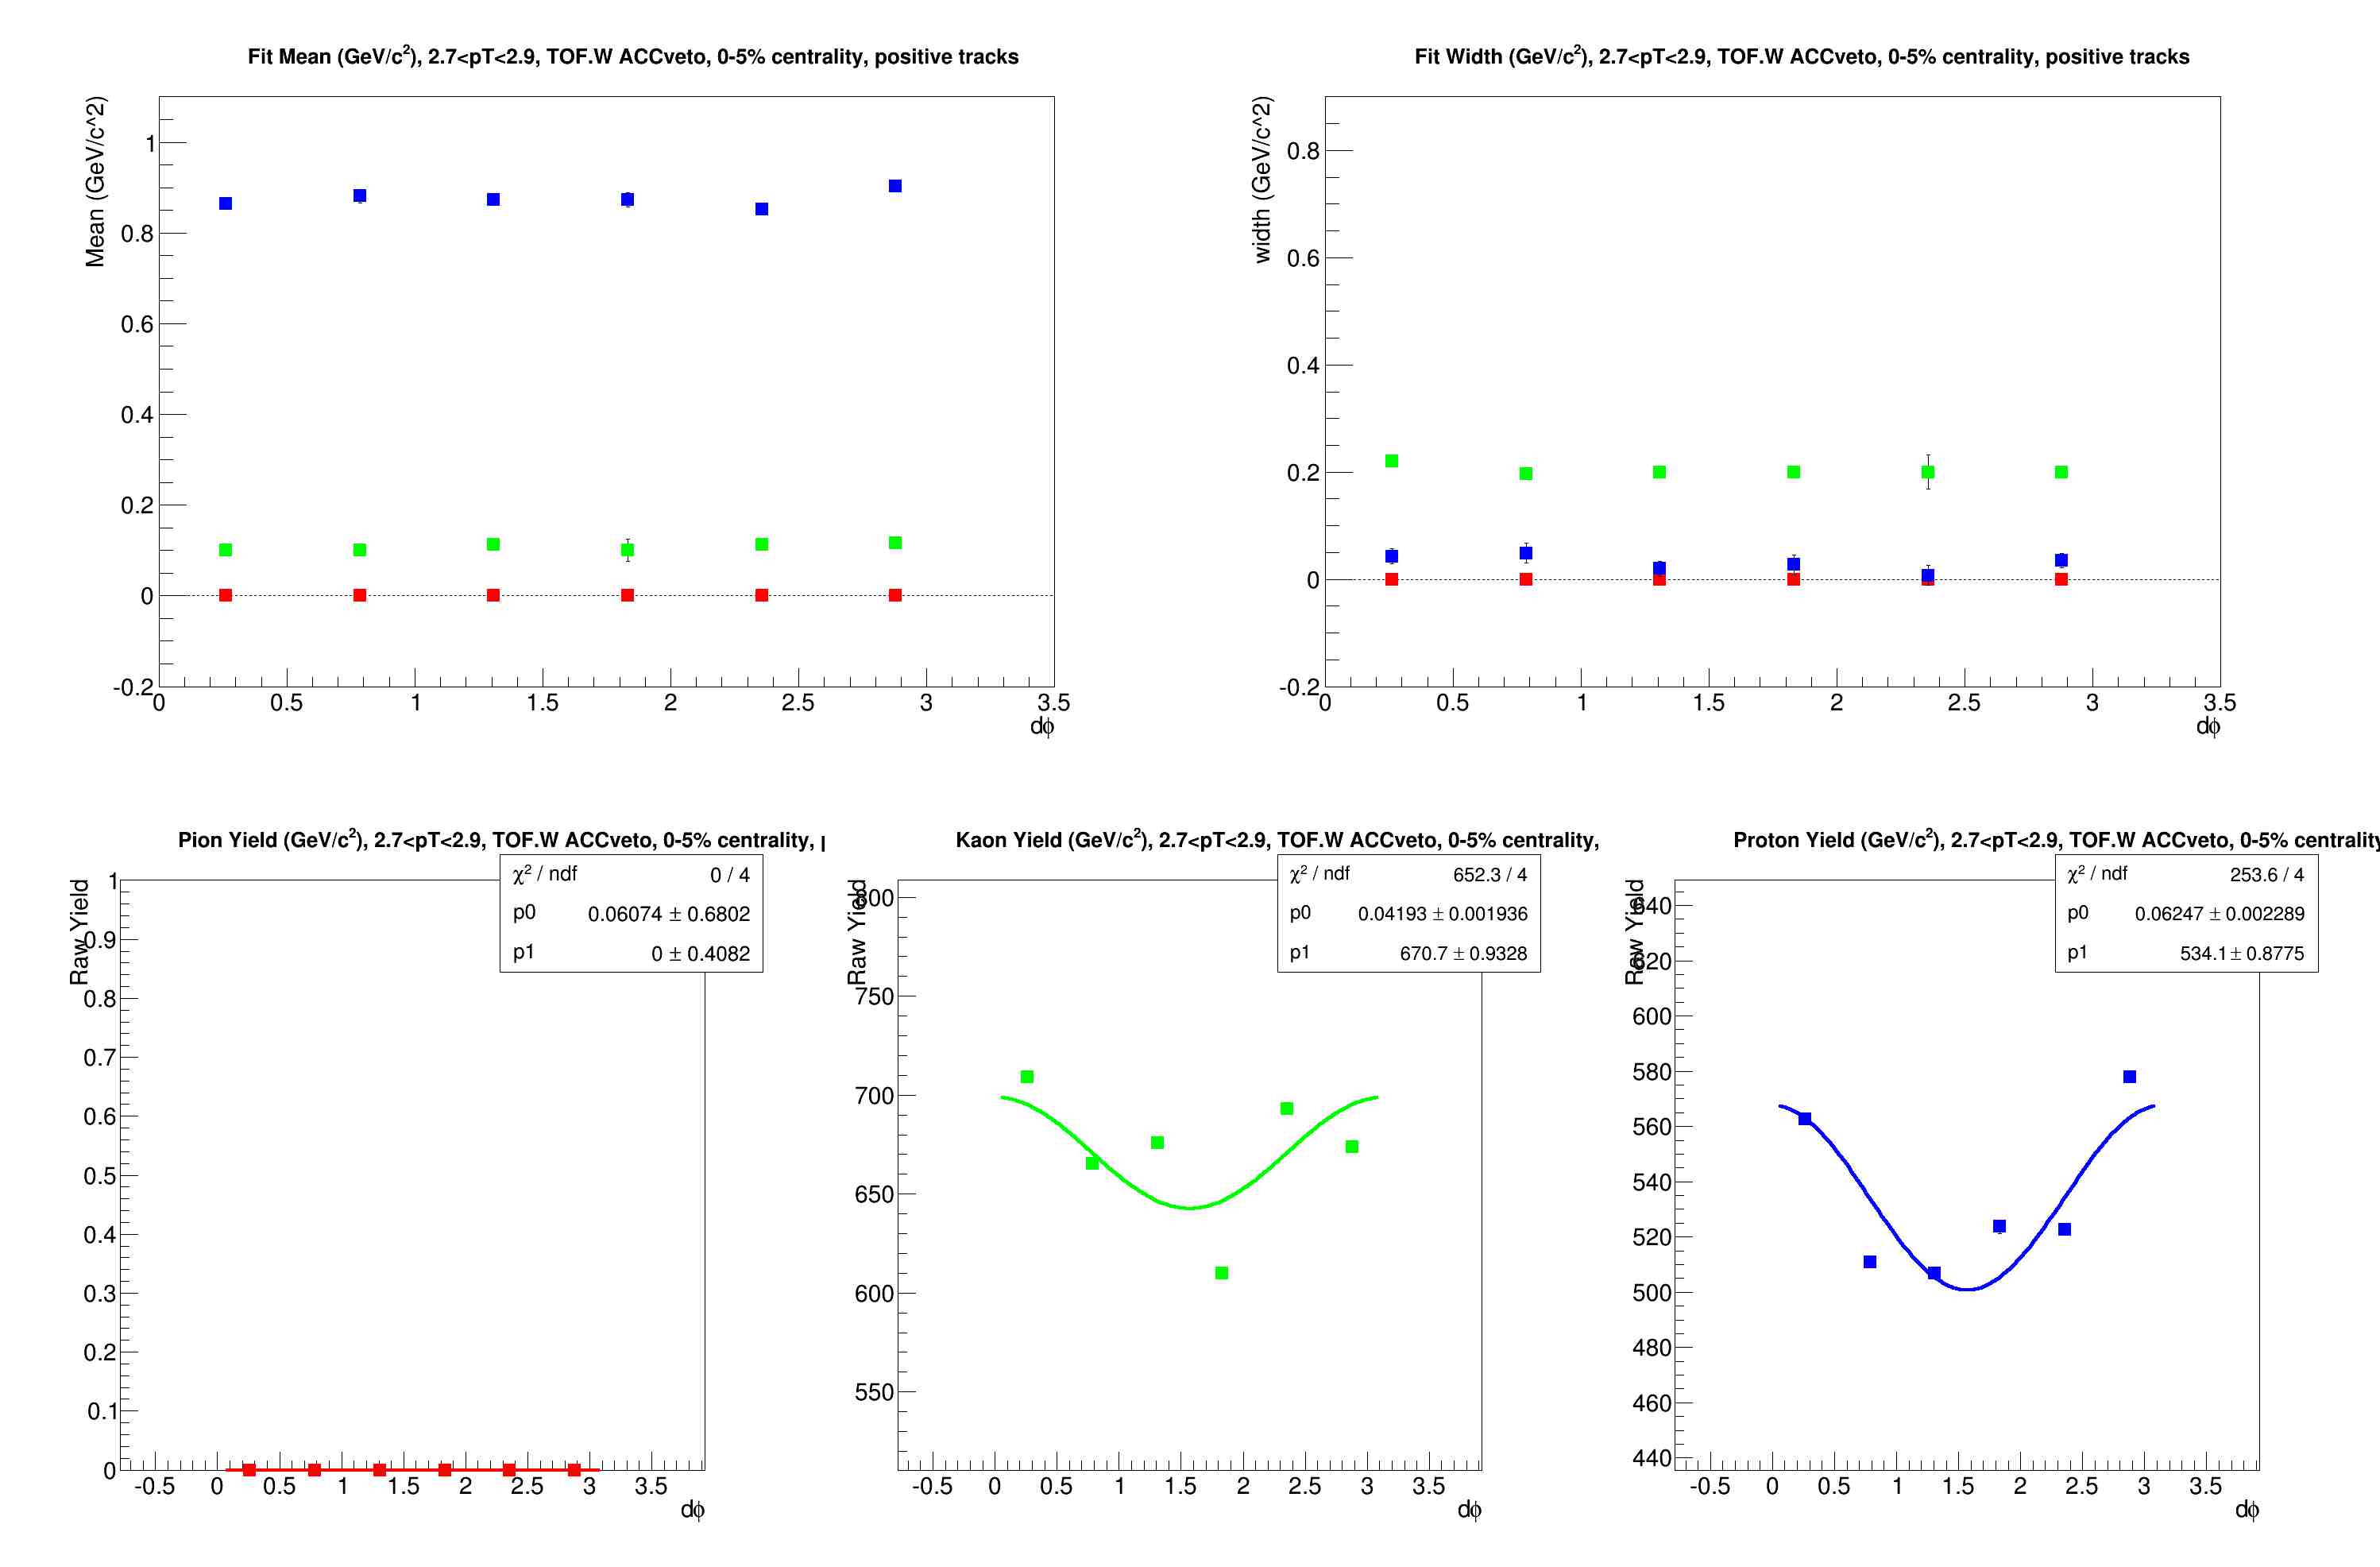 Fit Mean (GeV/c2), 2.7<pT<2.9, TOF.W ACCveto, 0-5% centrality, positive tracks
Mean (GeV/c^2)
1
0.8
0.6
0.4
0.2
0
-0.2
0 0.5 1 1.5 2 2.5 3 3.5
dϕ
Fit Width (GeV/c2), 2.7<pT<2.9, TOF.W ACCveto, 0-5% centrality, positive tracks
width (GeV/c^2)
0.8
0.6
0.4
0.2
0
-0.2
0 0.5 1 1.5 2 2.5 3 3.5
dϕ
Pion Yield (GeV/c2), 2.7<pT<2.9, TOF.W ACCveto, 0-5% centrality,
χ2 / ndf 0 / 4
p0 0.06074 ± 0.6802
p1 0 ± 0.4082
Raw Yield
1
0.9
0.8
0.7
0.6
0.5
0.4
0.3
0.2
0.1
0
-0.5 0 0.5 1 1.5 2 2.5 3 3.5
dϕ
Kaon Yield (GeV/c2), 2.7<pT<2.9, TOF.W ACCveto, 0-5% centrality,
χ2 / ndf 652.3 / 4
p0 0.04193 ± 0.001936
p1 670.7 ± 0.9328
Raw Yield
800
750
700
650
600
550
-0.5 0 0.5 1 1.5 2 2.5 3 3.5
dϕ
Proton Yield (GeV/c2), 2.7<pT<2.9, TOF.W ACCveto, 0-5% centrality
χ2 / ndf 253.6 / 4
p0 0.06247 ± 0.002289
p1 534.1 ± 0.8775
Raw Yield
640
620
600
580
560
540
520
500
480
460
440
-0.5 0 0.5 1 1.5 2 2.5 3 3.5
dϕ